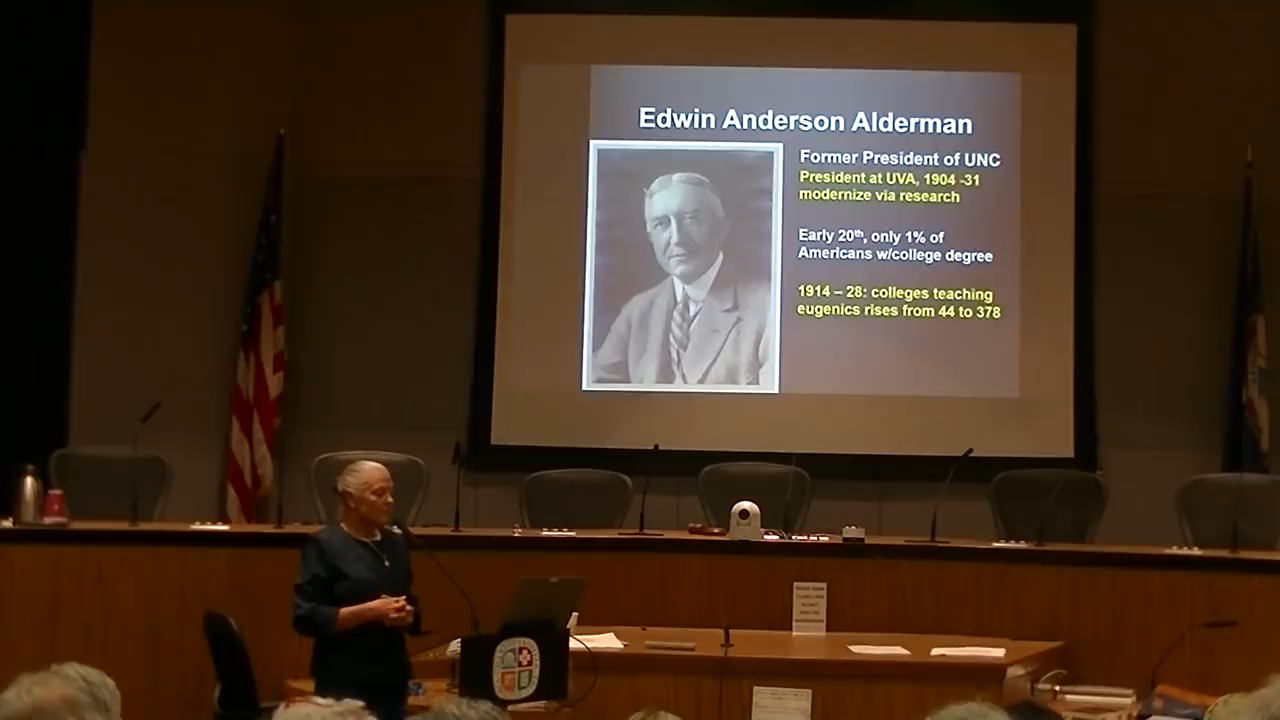 Edwin Anderson Alderman
Former President of UNC
President at UVA, 1904 -31
modernize via research
Early 20th, only 1% of
Americans w/college degree
1914 – 28: colleges teaching
eugenics rises from 44 to 378